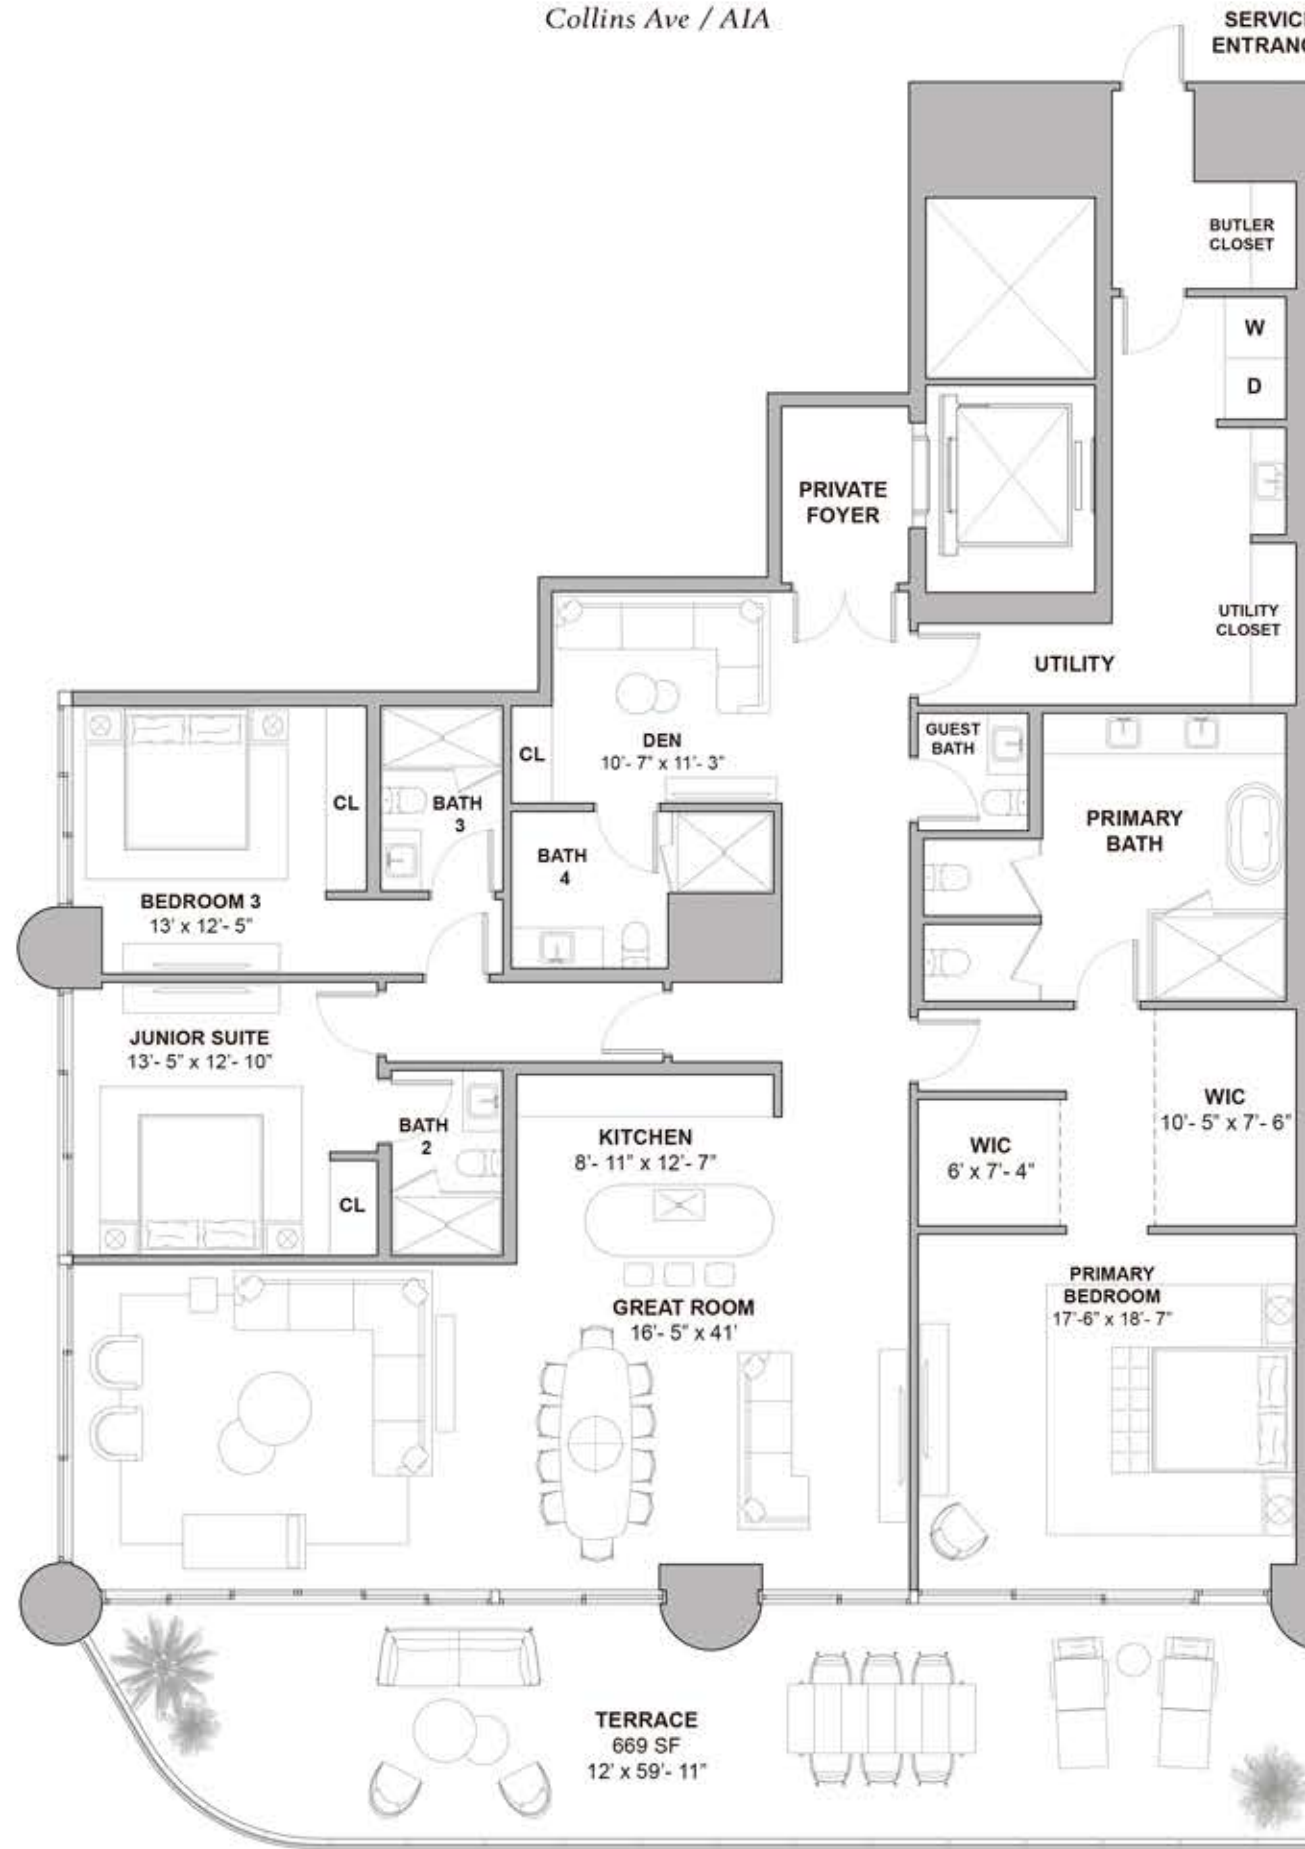 Collins Ave / AIA
SERVICE
ENTRANC
BUTLER
CLOSET
W
D
PRIVATE
FOYER
UTILITY
CLOSET
UTILITY
GUEST
BATH
DEN
10'- 7" x 11'- 3"
CL
CL
BATH
3
PRIMARY
BATH
BATH
4
BEDROOM 3
13' x 12'- 5"
JUNIOR SUITE
13'- 5" x 12'- 10"
WIC
10'- 5" x 7'- 6"
BATH
2
KITCHEN
8'- 11" x 12'- 7"
WIC
6' x 7'- 4"
CL
PRIMARY
BEDROOM
17'-6" x 18'- 7"
GREAT ROOM
16'- 5" x 41'
TERRACE
669 SF
12' x 59'- 11"